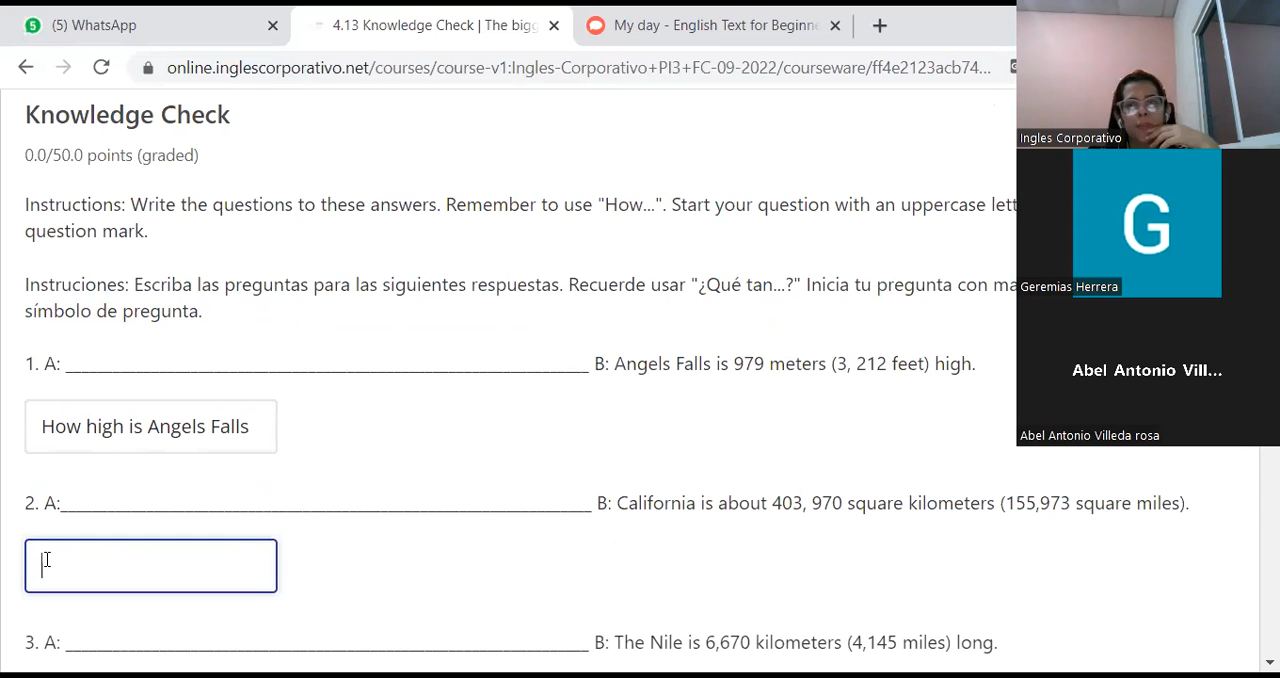 5
(5) WhatsApp
4.13 Knowledge Check | The bigg
My day - English Text for Beginne
online.inglescorporativo.net/courses/course-v1:Ingles-Corporativo+PI3+FC-09-2022/courseware/ff4e2123acb74...
Knowledge Check
0.0/50.0 points (graded)
Instructions: Write the questions to these answers. Remember to use "How...". Start your question with an uppercase lett
question mark.
Instruciones: Escriba las preguntas para las siguientes respuestas. Recuerde usar "¿Qué tan...?" Inicia tu pregunta con ma
símbolo de pregunta.
1. A: ____________________ B: Angels Falls is 979 meters (3, 212 feet) high.
How high is Angels Falls
2. A:____________________ B: California is about 403, 970 square kilometers (155,973 square miles).
3. A: ____________________ B: The Nile is 6,670 kilometers (4,145 miles) long.
Ingles Corporativo
G
Geremias Herrera
Abel Antonio Vill...
Abel Antonio Villeda rosa